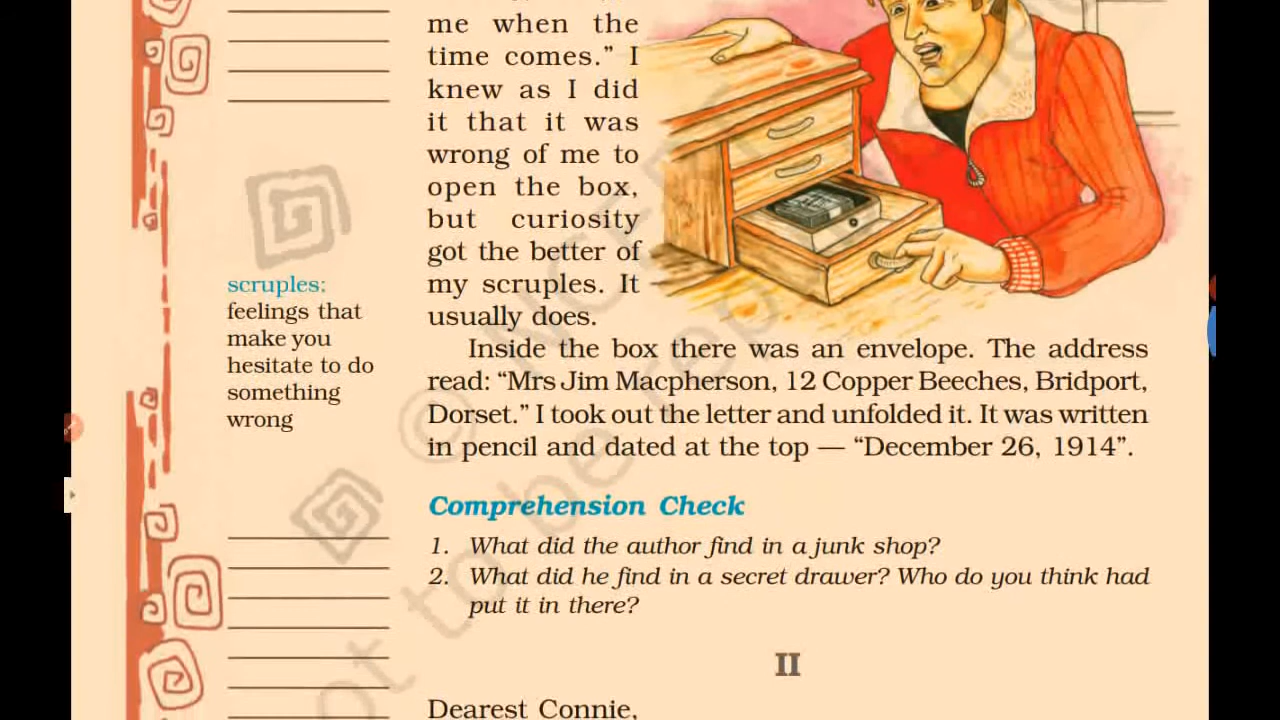 me when the
time comes.” I
knew as I did
it that it was
wrong of me to
open the box,
but curiosity
got the better of
my scruples. It
usually does.
scruples:
feelings that
make you
hesitate to do
something
wrong
Inside the box there was an envelope. The address
read: “Mrs Jim Macpherson, 12 Copper Beeches, Bridport,
Dorset.” I took out the letter and unfolded it. It was written
in pencil and dated at the top — “December 26, 1914”.
Comprehension Check
1. What did the author find in a junk shop?
2. What did he find in a secret drawer? Who do you think had
put it in there?
II
Dearest Connie,
© NCERT
not to be